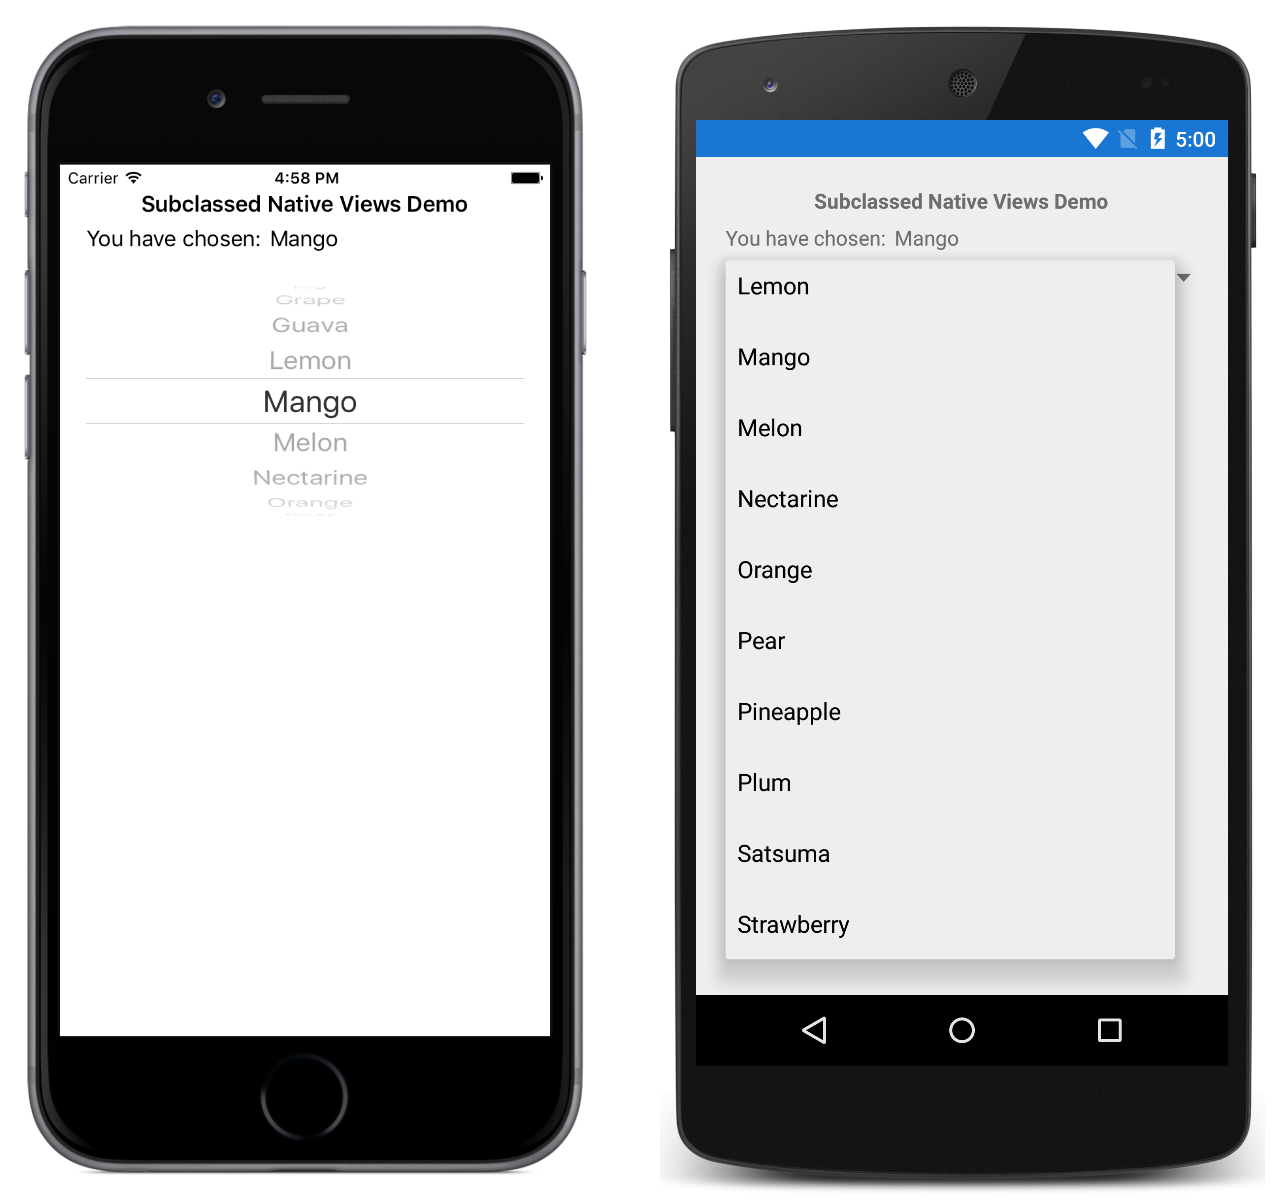 Carrier
4:58 PM
Subclassed Native Views Demo
You have chosen: Mango
Grape
Guava
Lemon
Mango
Melon
Nectarine
Orange
5:00
Subclassed Native Views Demo
You have chosen: Mango
Lemon
Mango
Melon
Nectarine
Orange
Pear
Pineapple
Plum
Satsuma
Strawberry